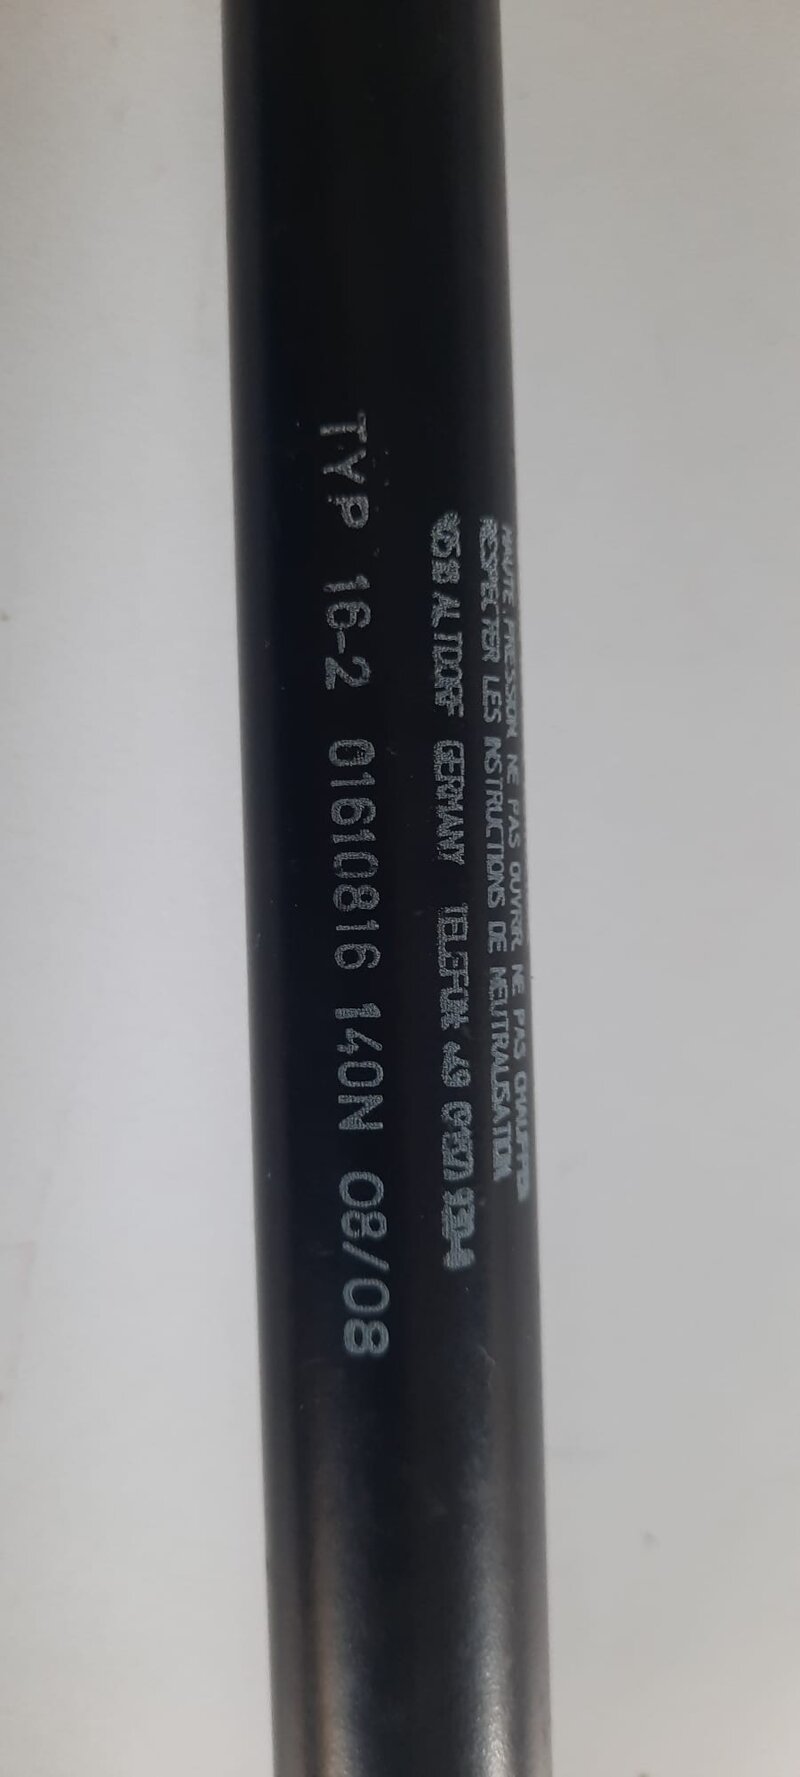 HAUTE PRESSION NE PAS OUVRIR NE PAS CHAUFFER
RESPECTER LES INSTRUCTIONS DE NEUTRALISATION
ALTDORF GERMANY TELEFON +49
TYP 16-2 01610816 140N 08/08